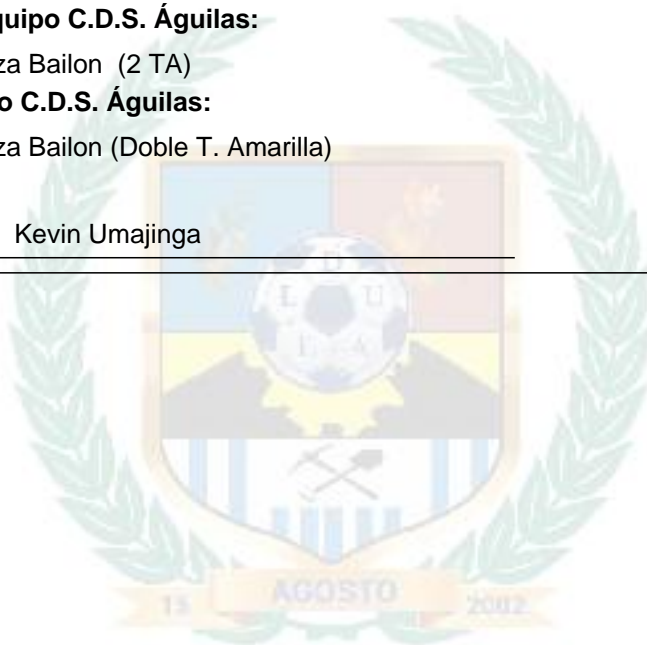 quipo C.D.S. Águilas:
za Bailon (2 TA)
o C.D.S. Águilas:
za Bailon (Doble T. Amarilla)
Kevin Umajinga
D
L U
E A
15 AGOSTO 2002